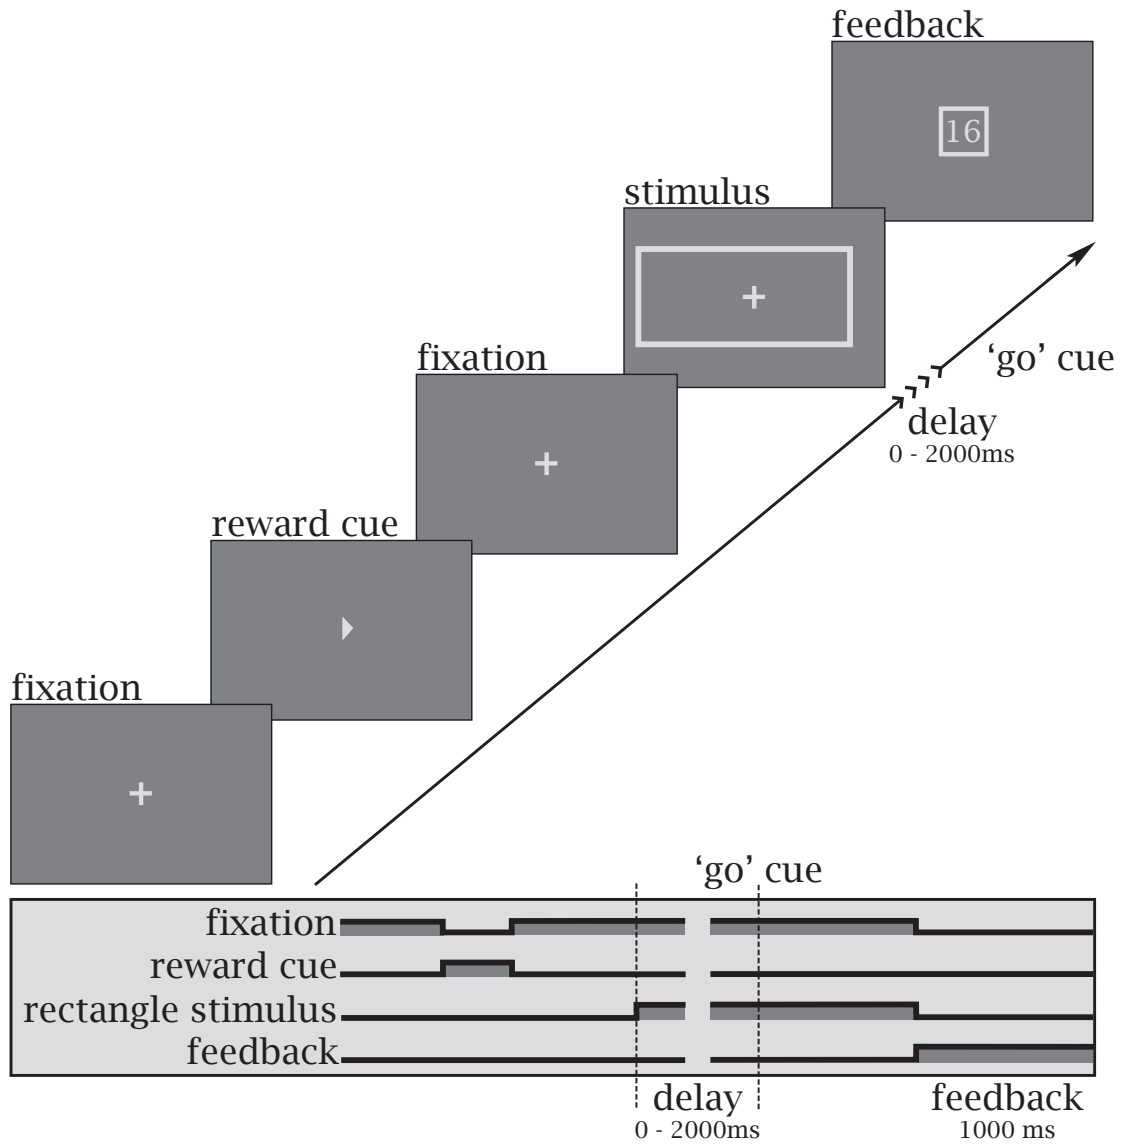 feedback
16
stimulus
fixation
‘go’ cue
delay
0 - 2000ms
reward cue
fixation
‘go’ cue
fixation
reward cue
rectangle stimulus
feedback
delay
0 - 2000ms
feedback
1000 ms